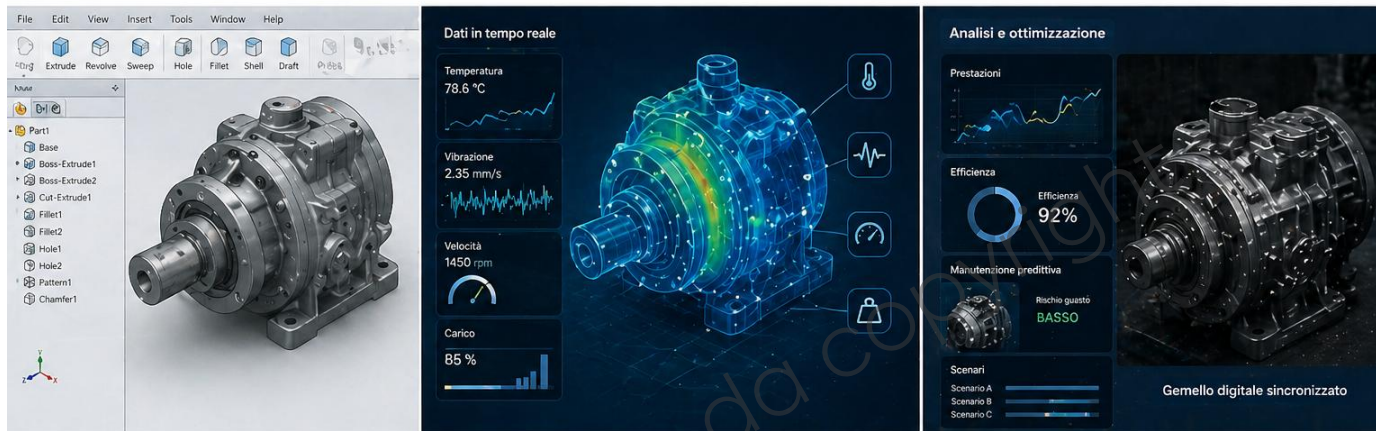 File Edit View Insert Tools Window Help
Extrude Revolve Sweep Hole Fillet Shell Draft
Part1
Base
Boss-Extrude1
Boss-Extrude2
Cut-Extrude1
Fillet1
Fillet2
Hole1
Hole2
Pattern1
Chamfer1
Y
Z X
Dati in tempo reale
Temperatura
78.6 °C
Vibrazione
2.35 mm/s
Velocità
1450 rpm
Carico
85 %
Analisi e ottimizzazione
Prestazioni
Efficienza
Efficienza
92%
Manutenzione predittiva
Rischio guasto
BASSO
Scenari
Scenario A
Scenario B
Scenario C
Gemello digitale sincronizzato
da copyright